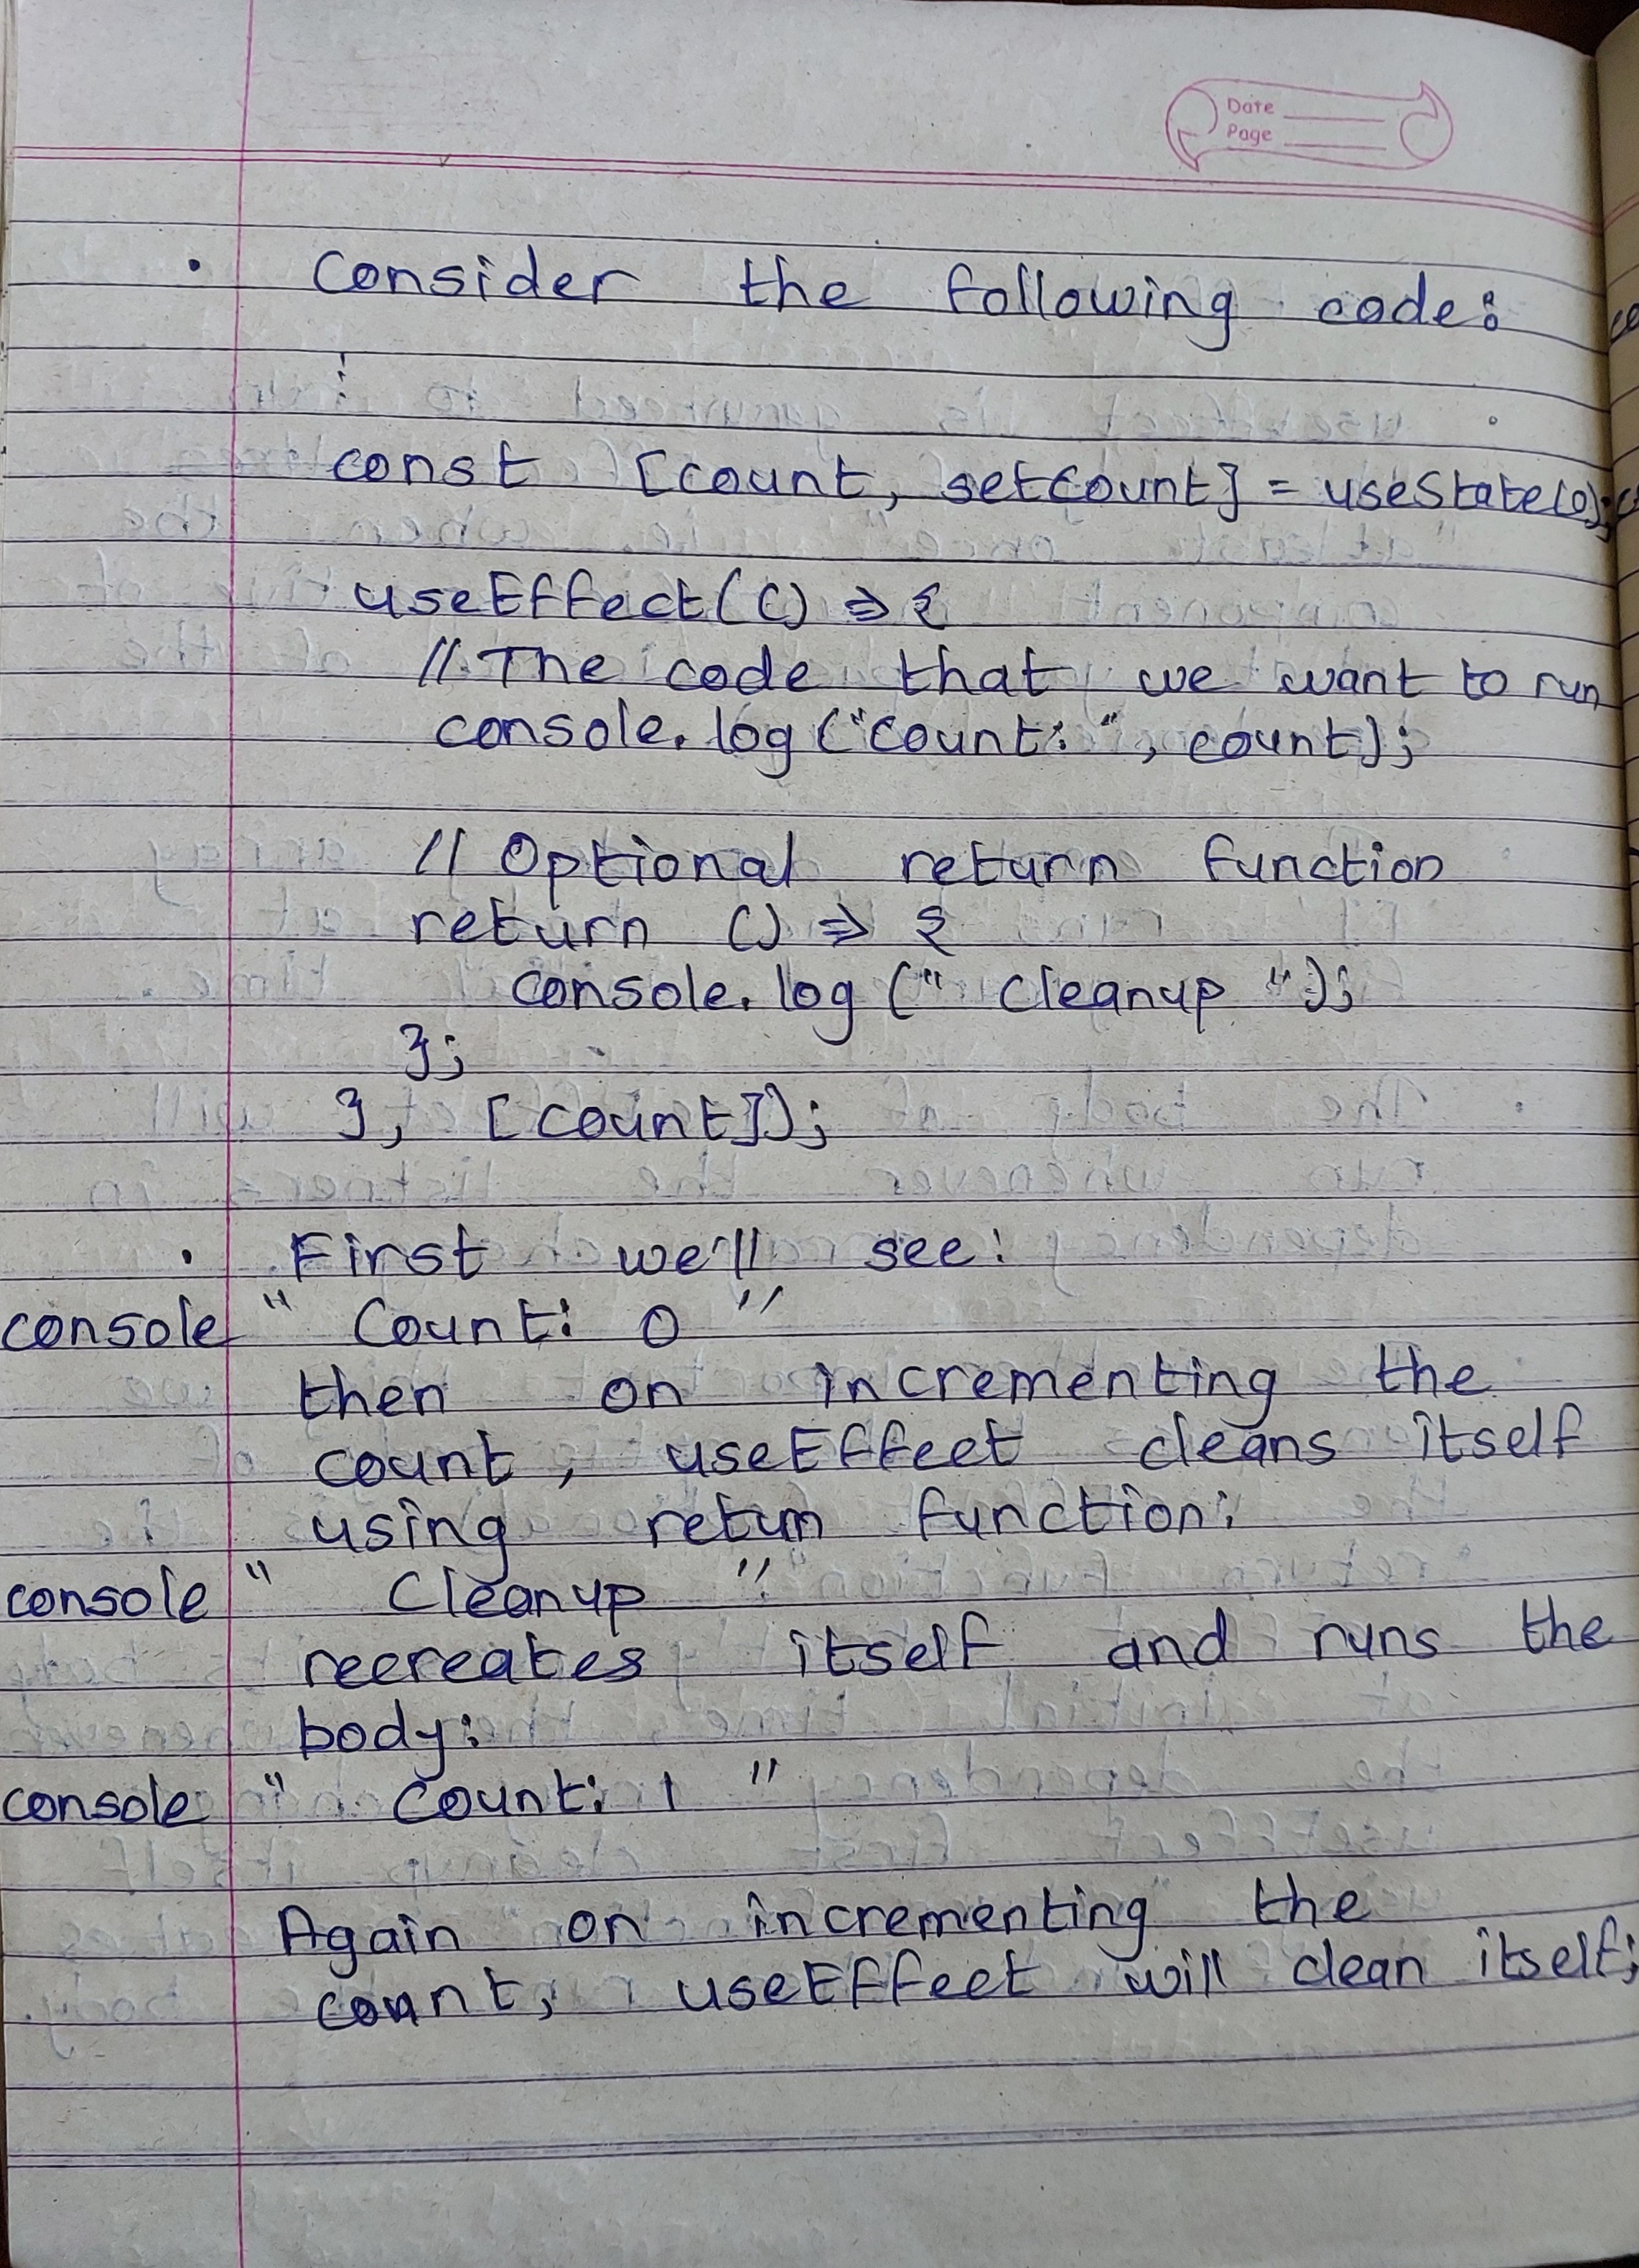 Date
Page
• Consider the following code:
⋮
const [count, setCount] = useState(0);
useEffect(() => {
// The code that we want to run
console.log("Count: ", count);
// Optional return function
return () => {
console.log(" Cleanup ");
};
}, [count]);
• First we'll see:
console " Count: 0 "
then on incrementing the
count, useEffect cleans itself
using return function:
console " Cleanup "
recreates itself and runs the
body:
console " Count: 1 "
Again on incrementing the
count, useEffect will clean itself;